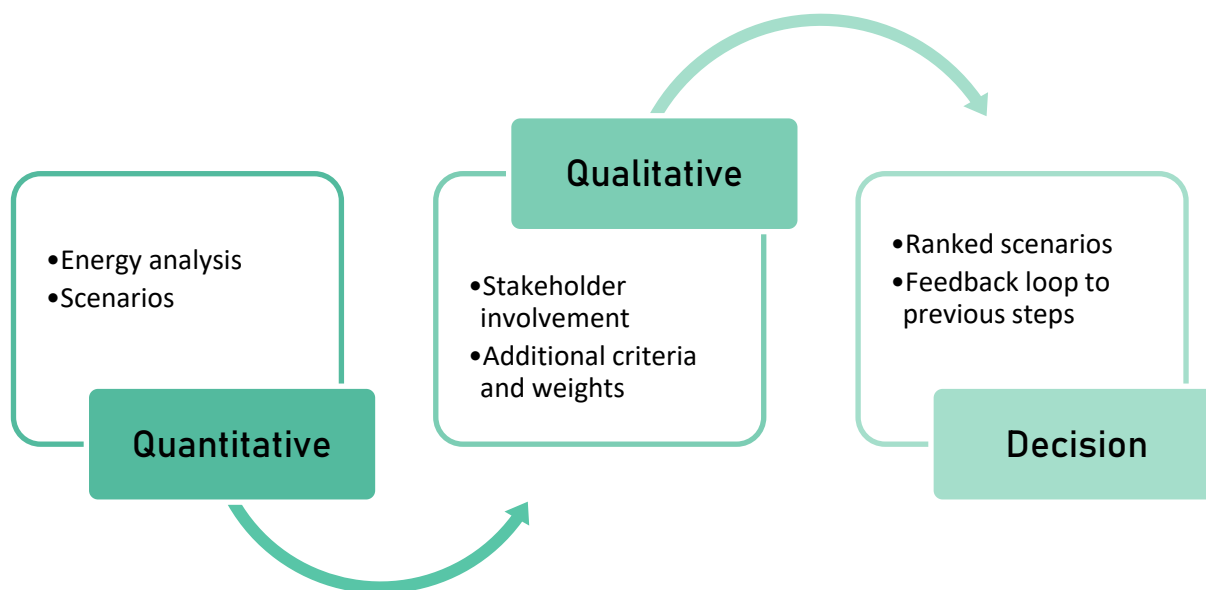 •Energy analysis
•Scenarios
Quantitative
Qualitative
•Stakeholder
involvement
•Additional criteria
and weights
•Ranked scenarios
•Feedback loop to
previous steps
Decision